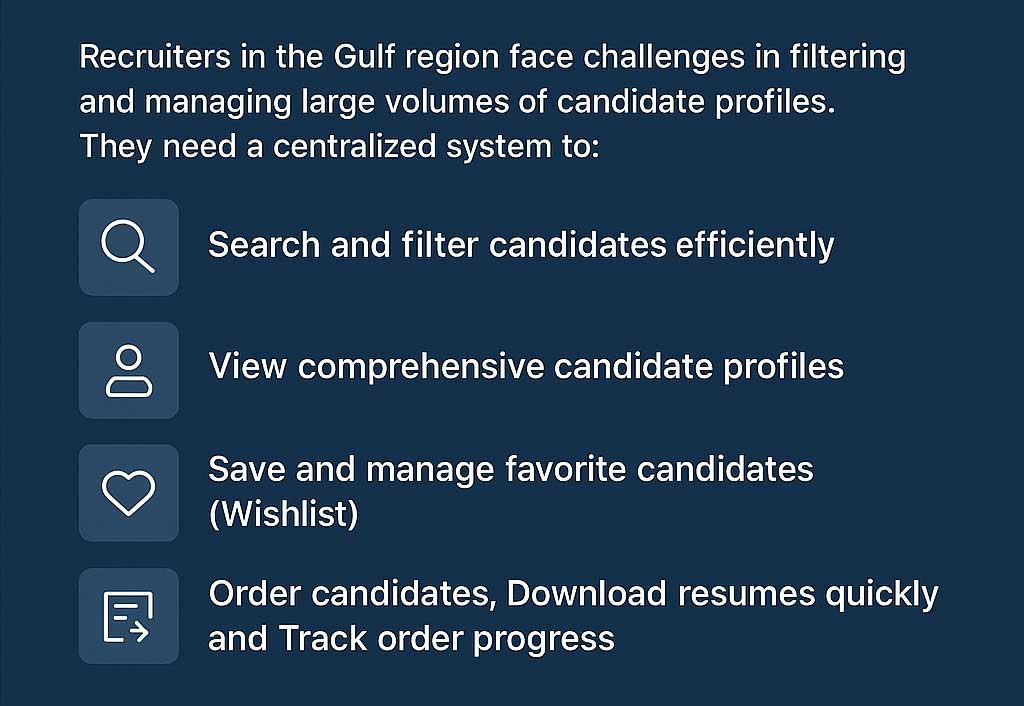 Recruiters in the Gulf region face challenges in filtering
and managing large volumes of candidate profiles.
They need a centralized system to:
Search and filter candidates efficiently
View comprehensive candidate profiles
Save and manage favorite candidates
(Wishlist)
Order candidates, Download resumes quickly
and Track order progress